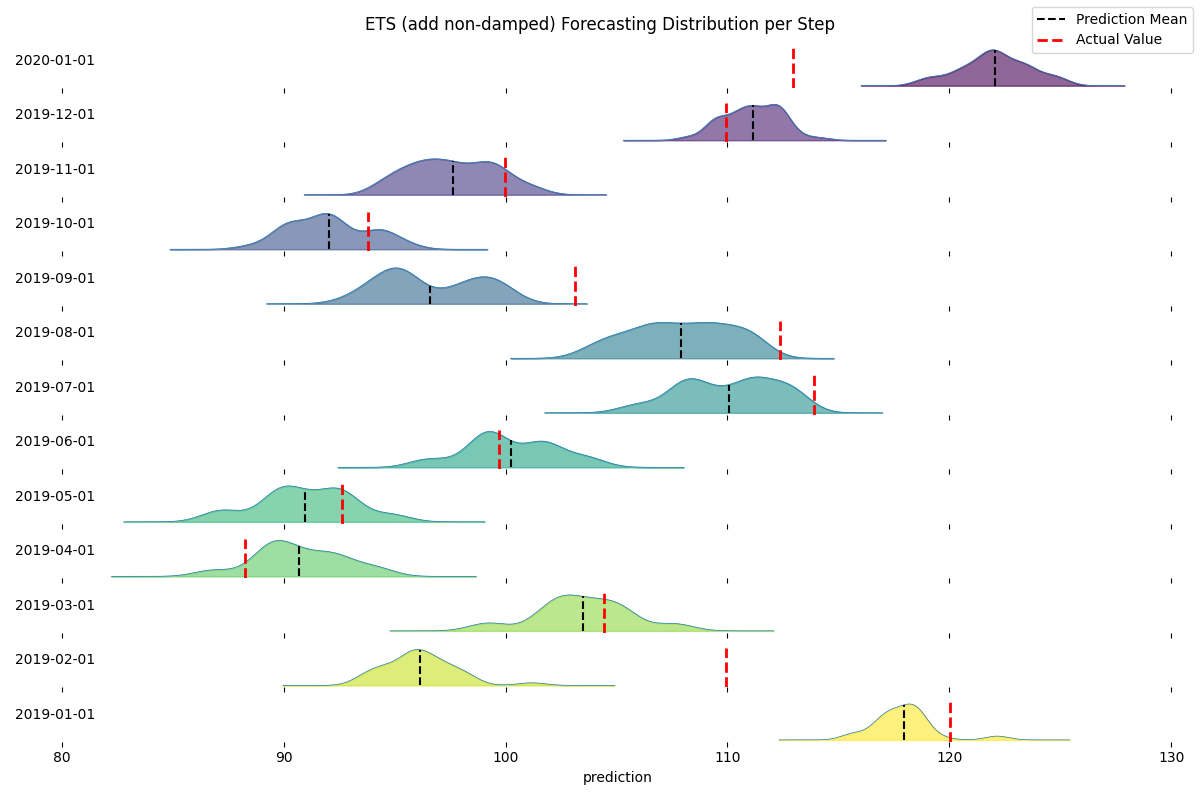 ETS (add non-damped) Forecasting Distribution per Step
Prediction Mean
Actual Value
2020-01-01
2019-12-01
2019-11-01
2019-10-01
2019-09-01
2019-08-01
2019-07-01
2019-06-01
2019-05-01
2019-04-01
2019-03-01
2019-02-01
2019-01-01
80 90 100 110 120 130
prediction